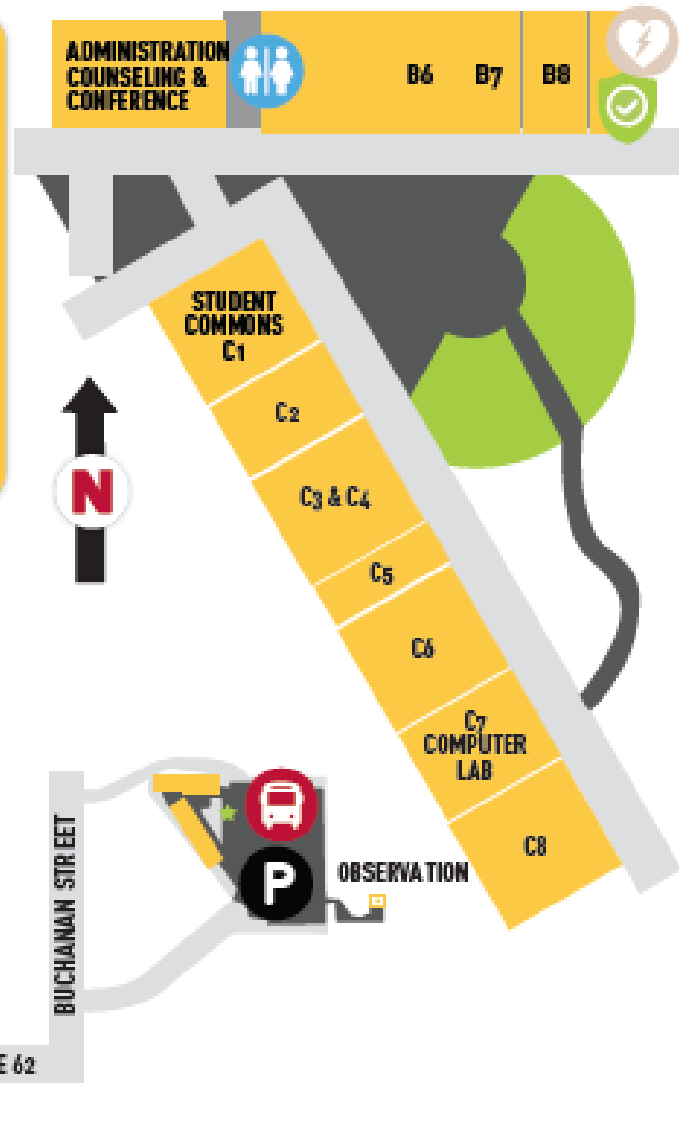 ADMINISTRATION
COUNSELING &
CONFERENCE
B6
B7
B8
STUDENT
COMMONS
C1
C2
C3 & C4
C5
C6
C7
COMPUTER
LAB
C8
N
P
OBSERVATION
BUCHANAN STREET
E 62